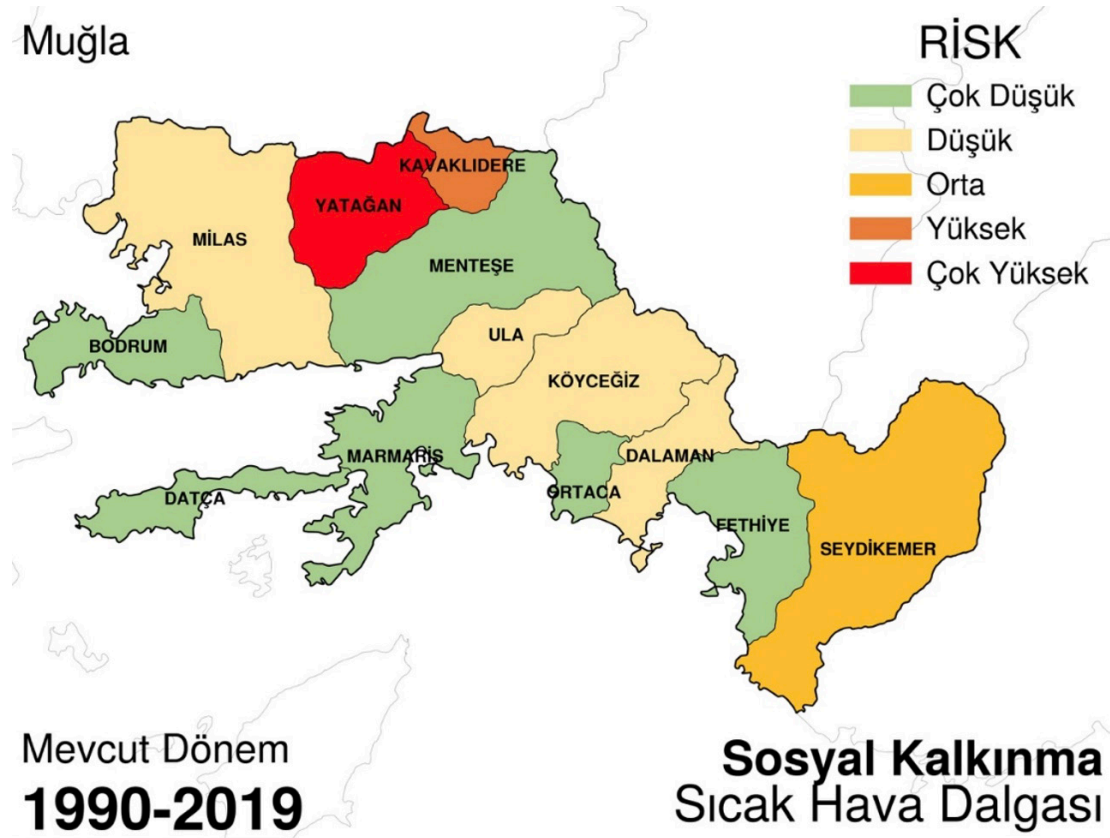 Muğla
RİSK
Çok Düşük
Düşük
Orta
Yüksek
Çok Yüksek
KAVAKLIDERE
YATAĞAN
MİLAS
MENTEŞE
ULA
BODRUM
KÖYCEĞİZ
MARMARİS
DALAMAN
DATÇA
ORTACA
FETHİYE
SEYDİKEMER
Mevcut Dönem
1990-2019
Sosyal Kalkınma
Sıcak Hava Dalgası